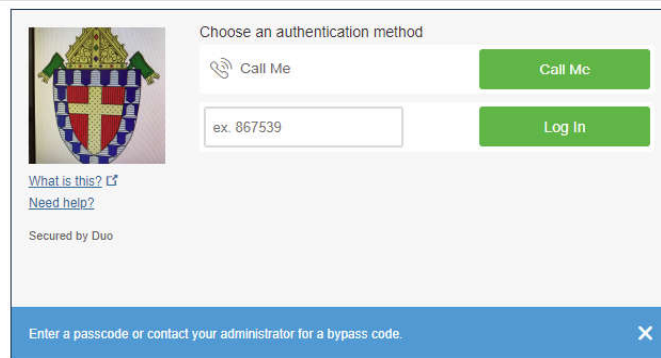 Choose an authentication method
Call Me
Call Me
ex. 867539
Log In
What is this?
Need help?
Secured by Duo
Enter a passcode or contact your administrator for a bypass code.